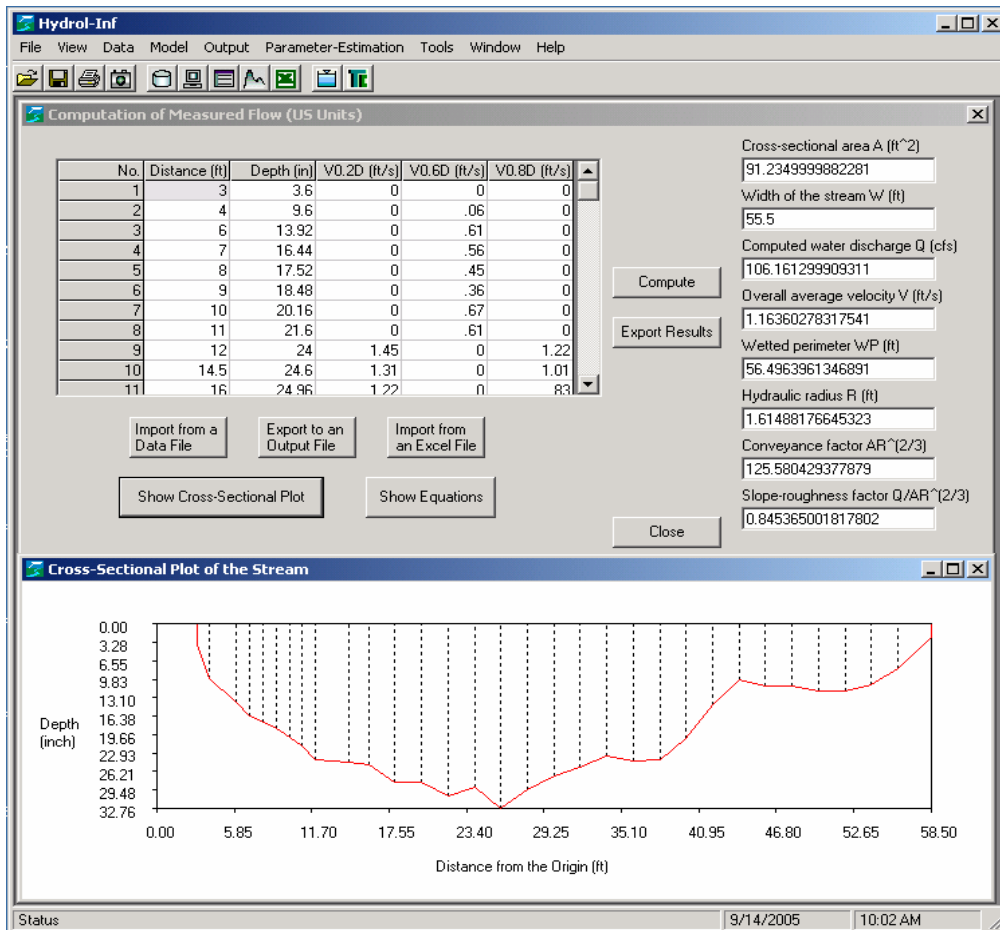 Hydrol-Inf
File View Data Model Output Parameter-Estimation Tools Window Help
Computation of Measured Flow (US Units)
No. Distance (ft) Depth (in) V0.2D (ft/s) V0.6D (ft/s) V0.8D (ft/s)
1 3 3.6 0 0 0
2 4 9.6 0 .06 0
3 6 13.92 0 .61 0
4 7 16.44 0 .56 0
5 8 17.52 0 .45 0
6 9 18.48 0 .36 0
7 10 20.16 0 .67 0
8 11 21.6 0 .61 0
9 12 24 1.45 0 1.22
10 14.5 24.6 1.31 0 1.01
11 16 24.96 1.22 0 83
Import from a Data File
Export to an Output File
Import from an Excel File
Show Cross-Sectional Plot
Show Equations
Compute
Export Results
Close
Cross-sectional area A (ft^2)
91.2349999882281
Width of the stream W (ft)
55.5
Computed water discharge Q (cfs)
106.161299909311
Overall average velocity V (ft/s)
1.16360278317541
Wetted perimeter WP (ft)
56.4963961346891
Hydraulic radius R (ft)
1.61488176645323
Conveyance factor AR^(2/3)
125.580429377879
Slope-roughness factor Q/AR^(2/3)
0.845365001817802
Cross-Sectional Plot of the Stream
0.00
3.28
6.55
9.83
13.10
16.38
19.66
22.93
26.21
29.48
32.76
Depth
(inch)
0.00 5.85 11.70 17.55 23.40 29.25 35.10 40.95 46.80 52.65 58.50
Distance from the Origin (ft)
Status 9/14/2005 10:02 AM